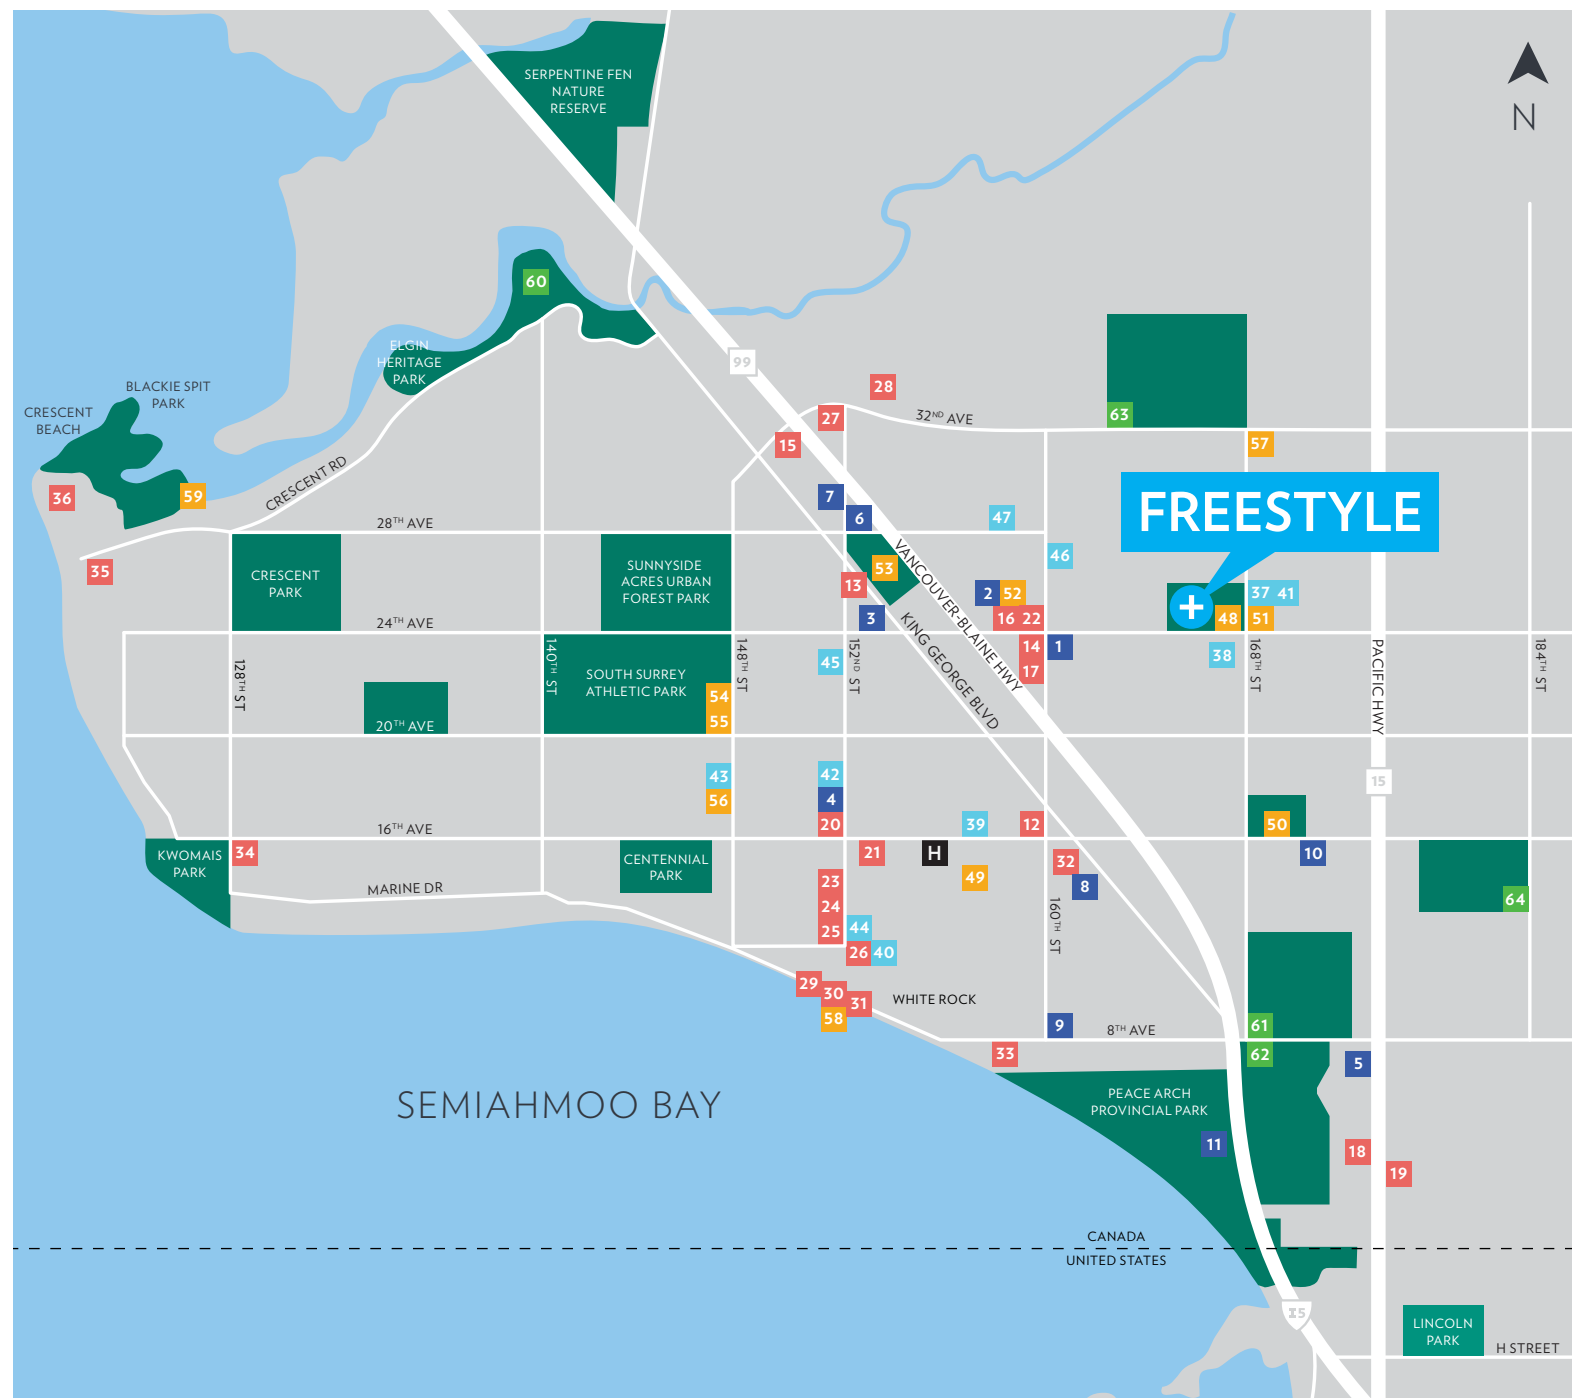 SERPENTINE FEN
NATURE
RESERVE
N
60
ELGIN
HERITAGE
PARK
99
BLACKIE SPIT
PARK
CRESCENT
BEACH
28
27
32ND AVE
63
15
57
CRESCENT RD
36
59
7
6
47
FREESTYLE
28TH AVE
VANCOUVER-BLAINE HWY
46
35
CRESCENT
PARK
SUNNYSIDE
ACRES URBAN
FOREST PARK
53
13
2
52
37
41
3
16
22
48
51
24TH AVE
KING GEORGE BLVD
128TH ST
140TH ST
SOUTH SURREY
ATHLETIC PARK
148TH ST
45
152ND ST
14
1
17
38
168TH ST
PACIFIC HWY
184TH ST
54
55
20TH AVE
43
56
42
4
20
15
16TH AVE
39
12
50
KWOMAIS
PARK
34
CENTENNIAL
PARK
21
H
32
10
MARINE DR
23
24
25
49
8
64
160TH ST
44
26
40
29
30
31
58
WHITE ROCK
9
8TH AVE
61
33
62
5
SEMIAHMOO BAY
PEACE ARCH
PROVINCIAL PARK
11
18
19
CANADA
UNITED STATES
I5
LINCOLN
PARK
H STREET